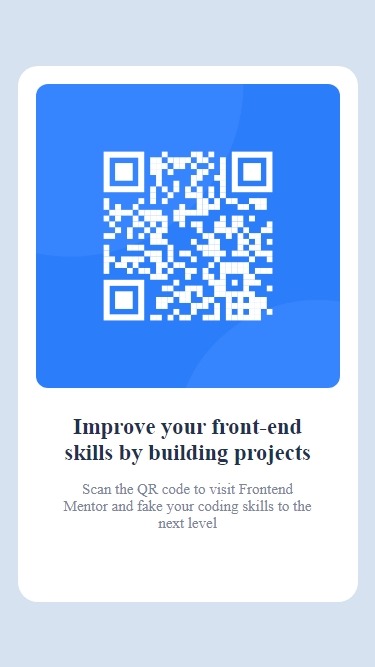 Improve your front-end
skills by building projects
Scan the QR code to visit Frontend
Mentor and fake your coding skills to the
next level